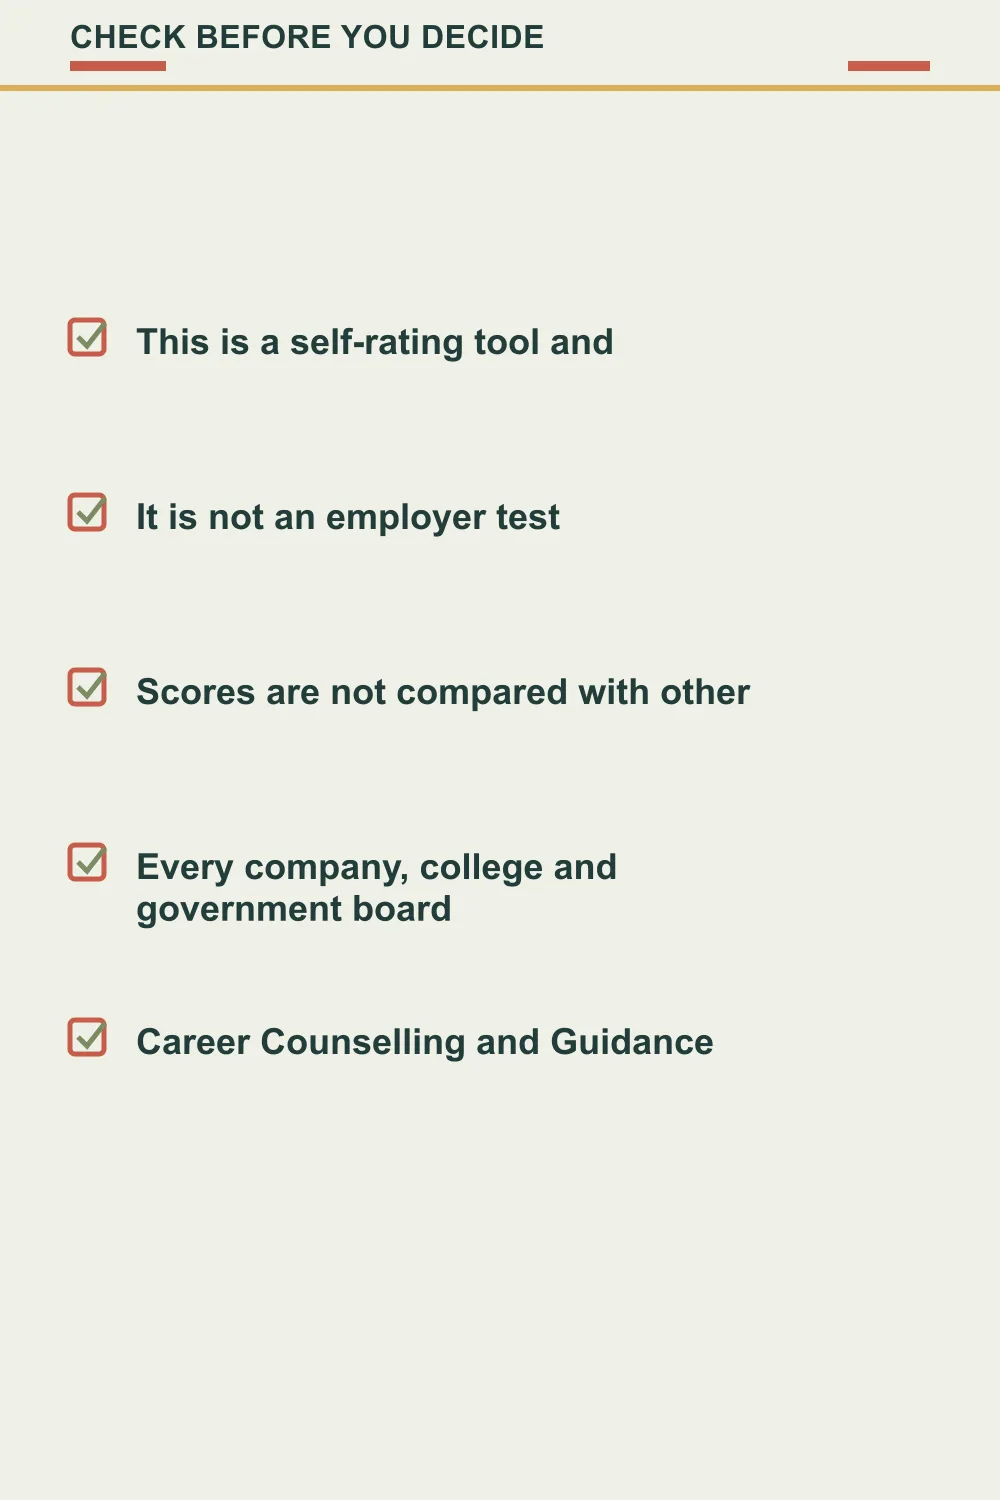 CHECK BEFORE YOU DECIDE
This is a self-rating tool and
It is not an employer test
Scores are not compared with other
Every company, college and
government board
Career Counselling and Guidance